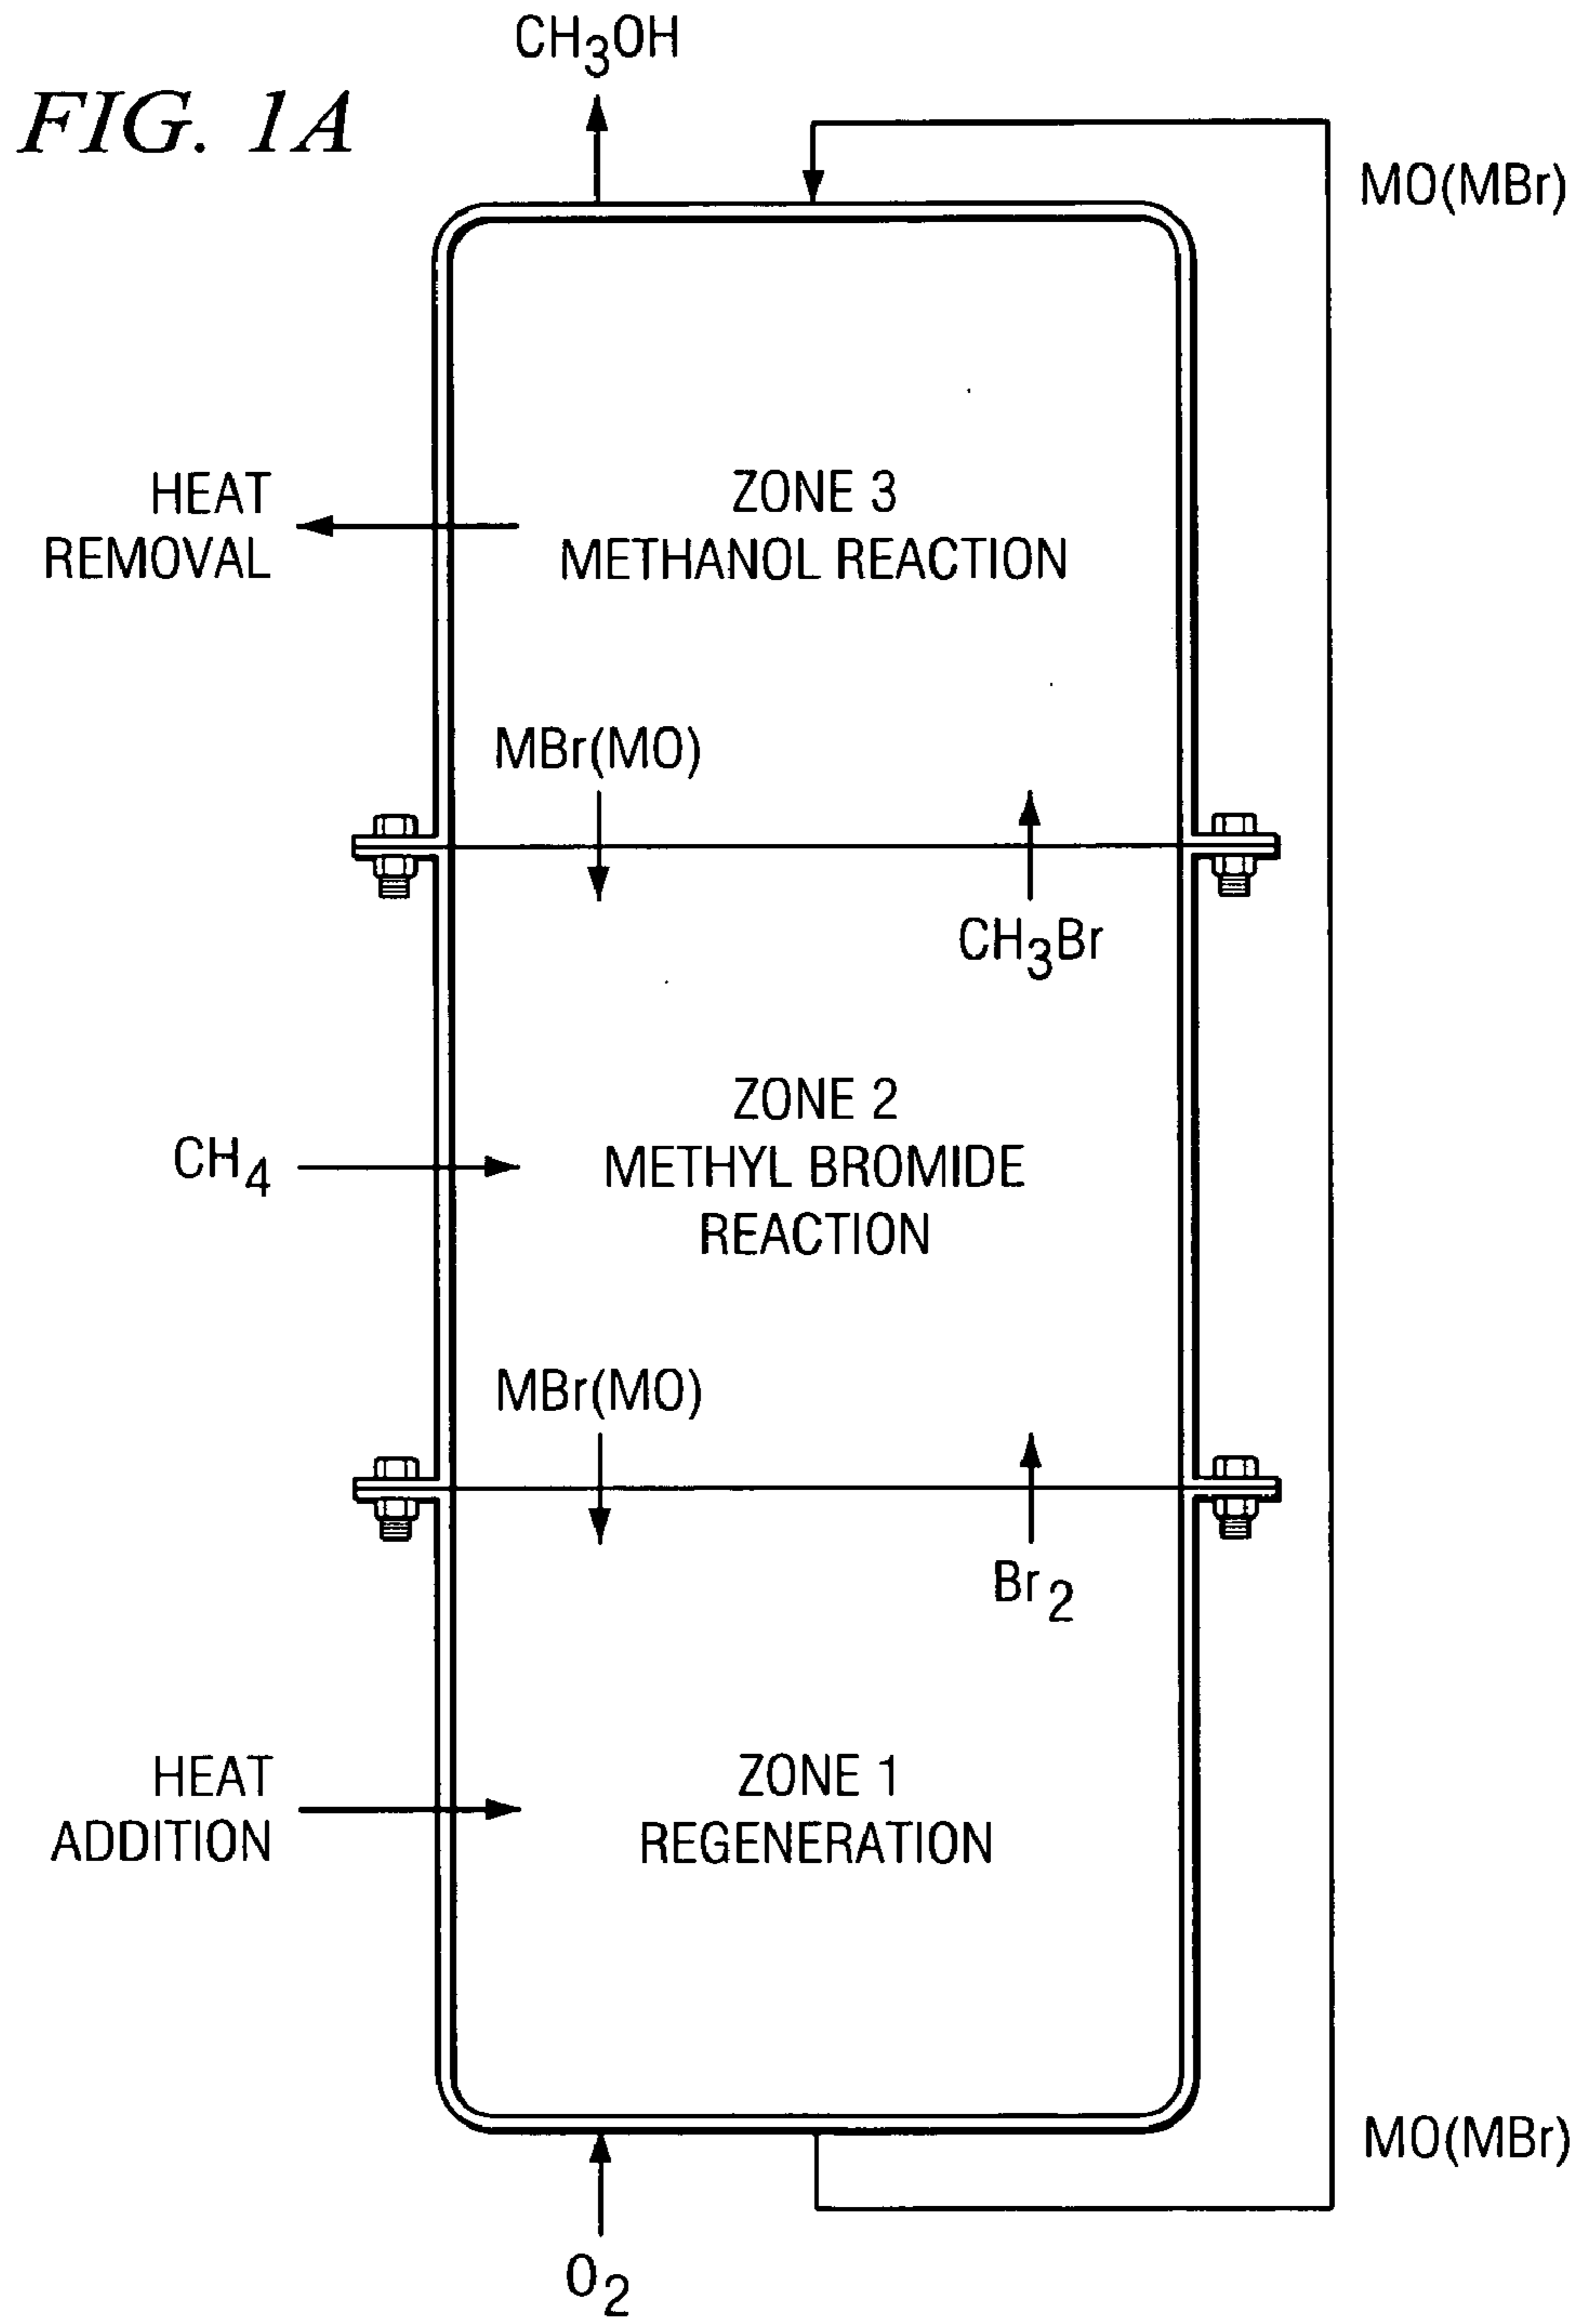 CH3OH
FIG. 1A
MO(MBr)
HEAT
REMOVAL
ZONE 3
METHANOL REACTION
MBr(MO)
CH3Br
CH4
ZONE 2
METHYL BROMIDE
REACTION
MBr(MO)
Br2
HEAT
ADDITION
ZONE 1
REGENERATION
MO(MBr)
O2